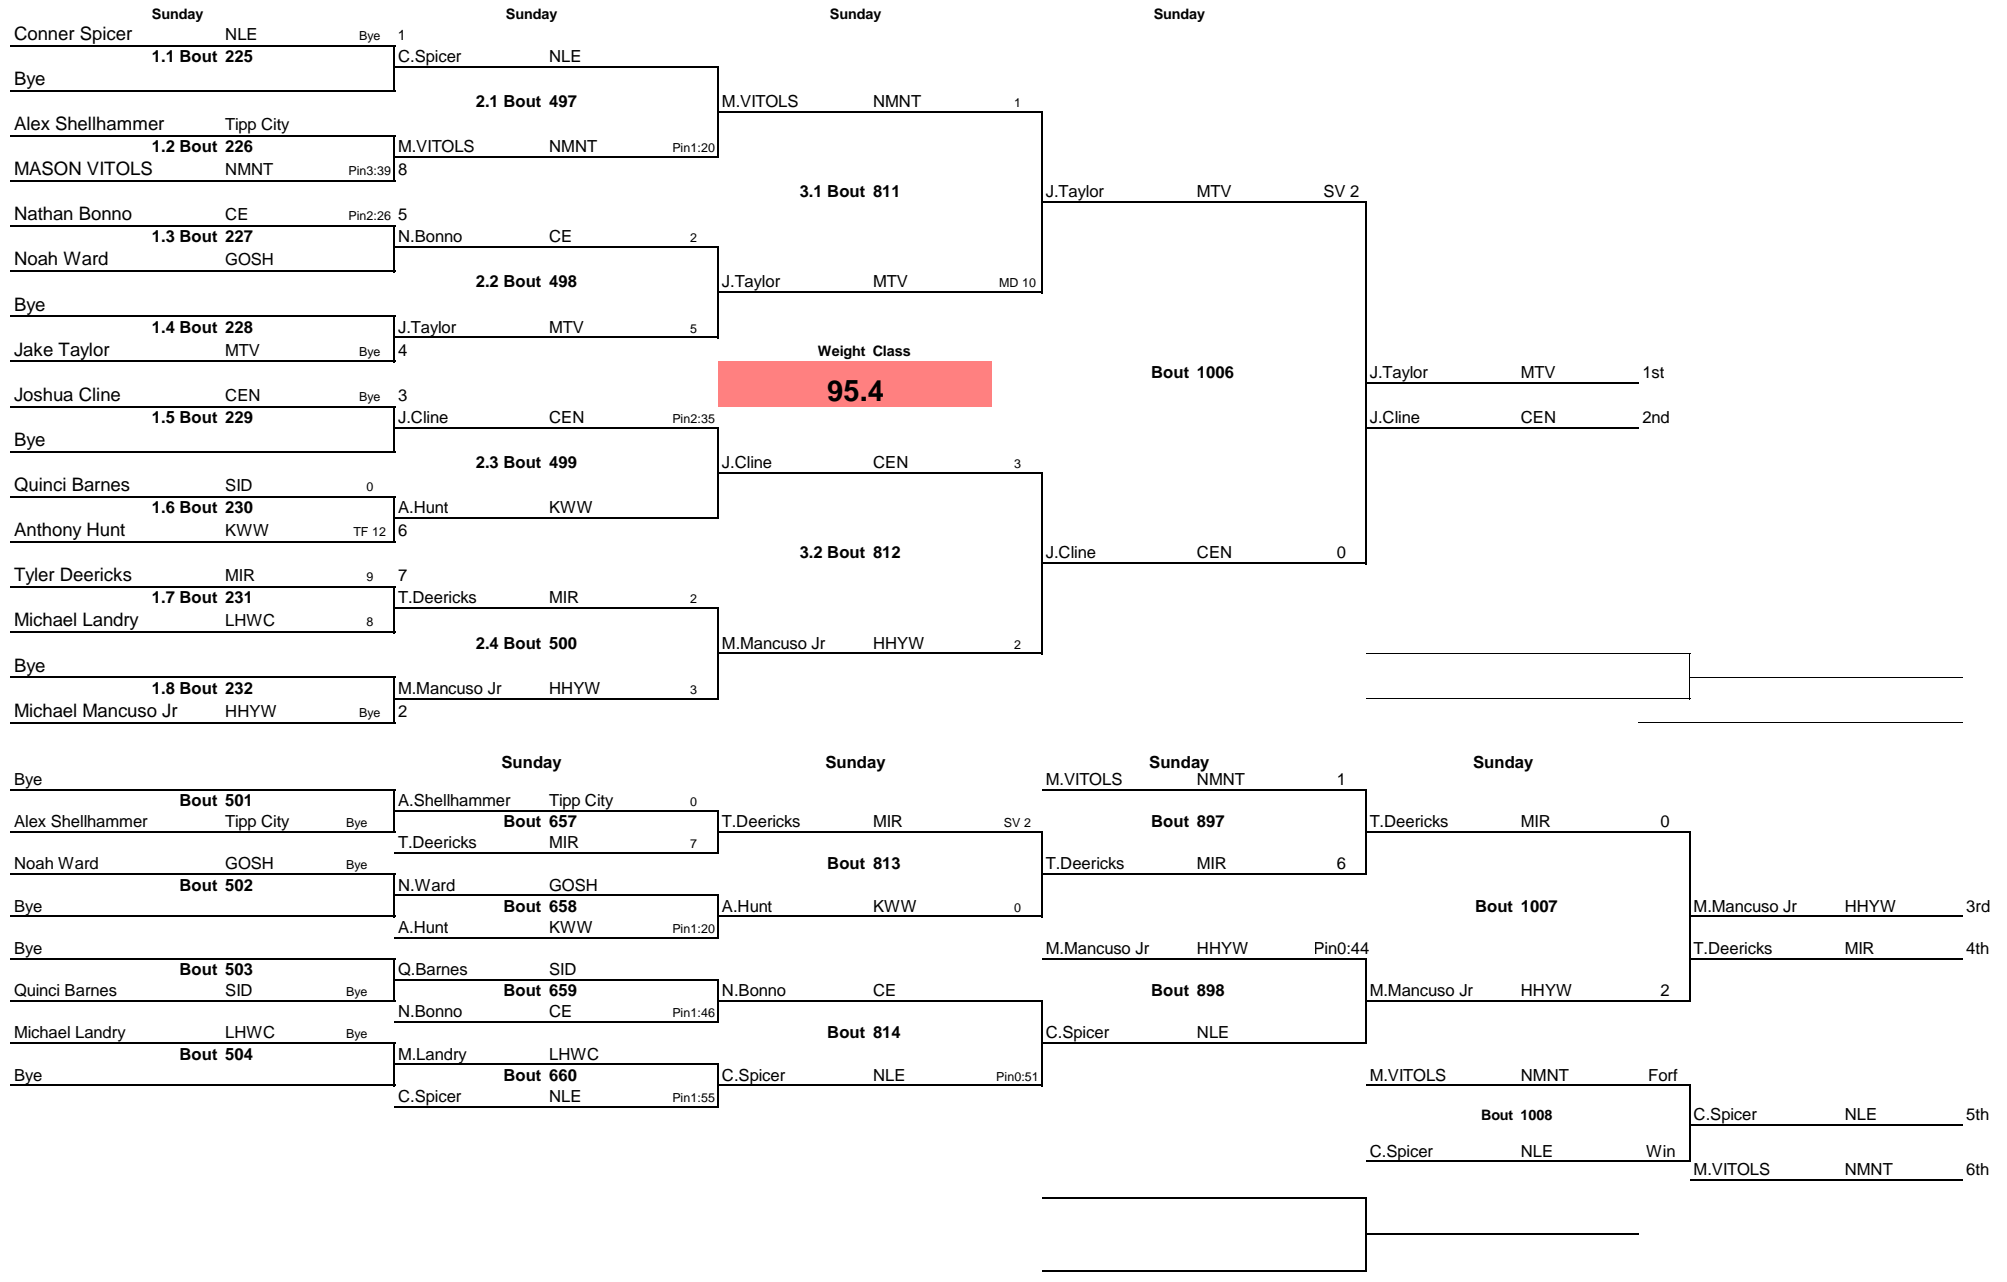 Sunday Sunday Sunday Sunday
Conner Spicer NLE Bye 1
1.1 Bout 225 C.Spicer NLE
Bye
2.1 Bout 497 M.VITOLS NMNT 1
Alex Shellhammer Tipp City
1.2 Bout 226 M.VITOLS NMNT Pin1:20
MASON VITOLS NMNT Pin3:39 8
3.1 Bout 811 J.Taylor MTV SV 2
Nathan Bonno CE Pin2:26 5
1.3 Bout 227 N.Bonno CE 2
Noah Ward GOSH
2.2 Bout 498 J.Taylor MTV MD 10
Bye
1.4 Bout 228 J.Taylor MTV 5
Jake Taylor MTV Bye 4 Weight Class
Bout 1006 J.Taylor MTV 1st
Joshua Cline CEN Bye 3 95.4
1.5 Bout 229 J.Cline CEN Pin2:35 J.Cline CEN 2nd
Bye
2.3 Bout 499 J.Cline CEN 3
Quinci Barnes SID 0
1.6 Bout 230 A.Hunt KWW
Anthony Hunt KWW TF 12 6
3.2 Bout 812 J.Cline CEN 0
Tyler Deericks MIR 9 7
1.7 Bout 231 T.Deericks MIR 2
Michael Landry LHWC 8
2.4 Bout 500 M.Mancuso Jr HHYW 2
Bye
1.8 Bout 232 M.Mancuso Jr HHYW 3
Michael Mancuso Jr HHYW Bye 2
Sunday Sunday Sunday Sunday
Bye M.VITOLS NMNT 1
Bout 501 A.Shellhammer Tipp City 0
Alex Shellhammer Tipp City Bye Bout 657 T.Deericks MIR SV 2 Bout 897 T.Deericks MIR 0
T.Deericks MIR 7
Noah Ward GOSH Bye Bout 813 T.Deericks MIR 6
Bout 502 N.Ward GOSH
Bye Bout 658 A.Hunt KWW 0 Bout 1007 M.Mancuso Jr HHYW 3rd
A.Hunt KWW Pin1:20
Bye M.Mancuso Jr HHYW Pin0:44 T.Deericks MIR 4th
Bout 503 Q.Barnes SID
Quinci Barnes SID Bye Bout 659 N.Bonno CE Bout 898 M.Mancuso Jr HHYW 2
N.Bonno CE Pin1:46
Michael Landry LHWC Bye Bout 814 C.Spicer NLE
Bout 504 M.Landry LHWC
Bye Bout 660 C.Spicer NLE Pin0:51 M.VITOLS NMNT Forf
C.Spicer NLE Pin1:55
Bout 1008 C.Spicer NLE 5th
C.Spicer NLE Win
M.VITOLS NMNT 6th